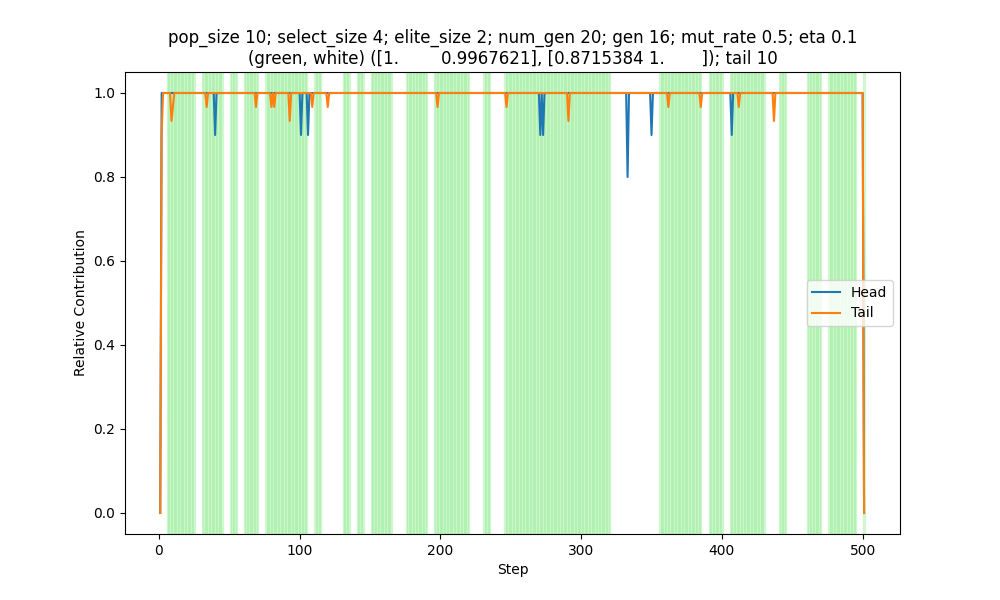 pop_size 10; select_size 4; elite_size 2; num_gen 20; gen 16; mut_rate 0.5; eta 0.1
(green, white) ([1.         0.9967621], [0.8715384 1.        ]); tail 10
1.0
0.8
0.6
0.4
0.2
0.0
Relative Contribution
Head
Tail
0
100
200
300
400
500
Step